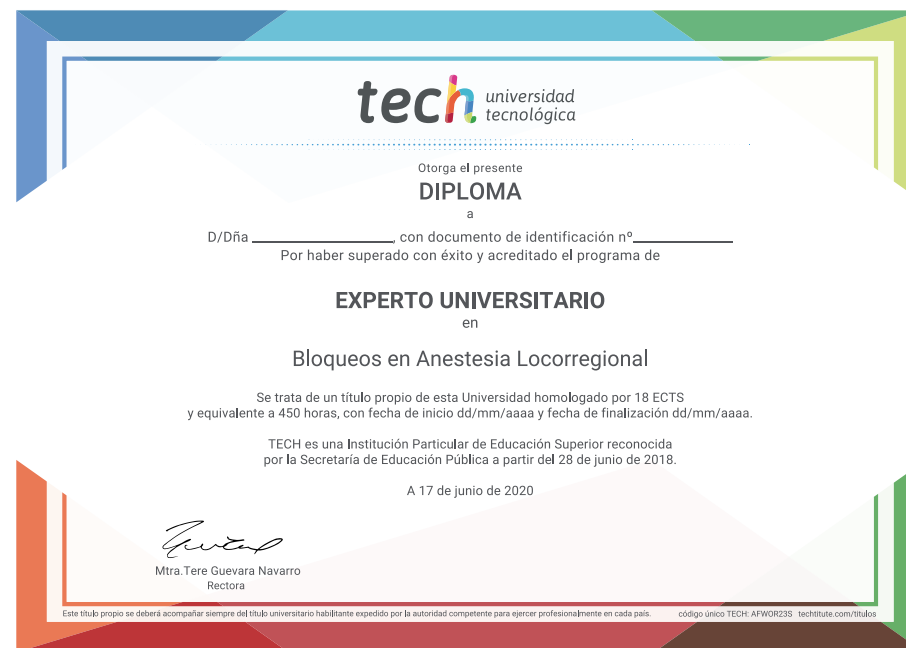 tech universidad
tecnológica
Otorga el presente
DIPLOMA
a
D/Dña ____________________, con documento de identificación nº______________
Por haber superado con éxito y acreditado el programa de
EXPERTO UNIVERSITARIO
en
Bloqueos en Anestesia Locorregional
Se trata de un título propio de esta Universidad homologado por 18 ECTS
y equivalente a 450 horas, con fecha de inicio dd/mm/aaaa y fecha de finalización dd/mm/aaaa.
TECH es una Institución Particular de Educación Superior reconocida
por la Secretaría de Educación Pública a partir del 28 de junio de 2018.
A 17 de junio de 2020
Mtra.Tere Guevara Navarro
Rectora
Este título propio se deberá acompañar siempre del título universitario habilitante expedido por la autoridad competente para ejercer profesionalmente en cada país. código único TECH: AFWOR23S techtitute.com/titulos